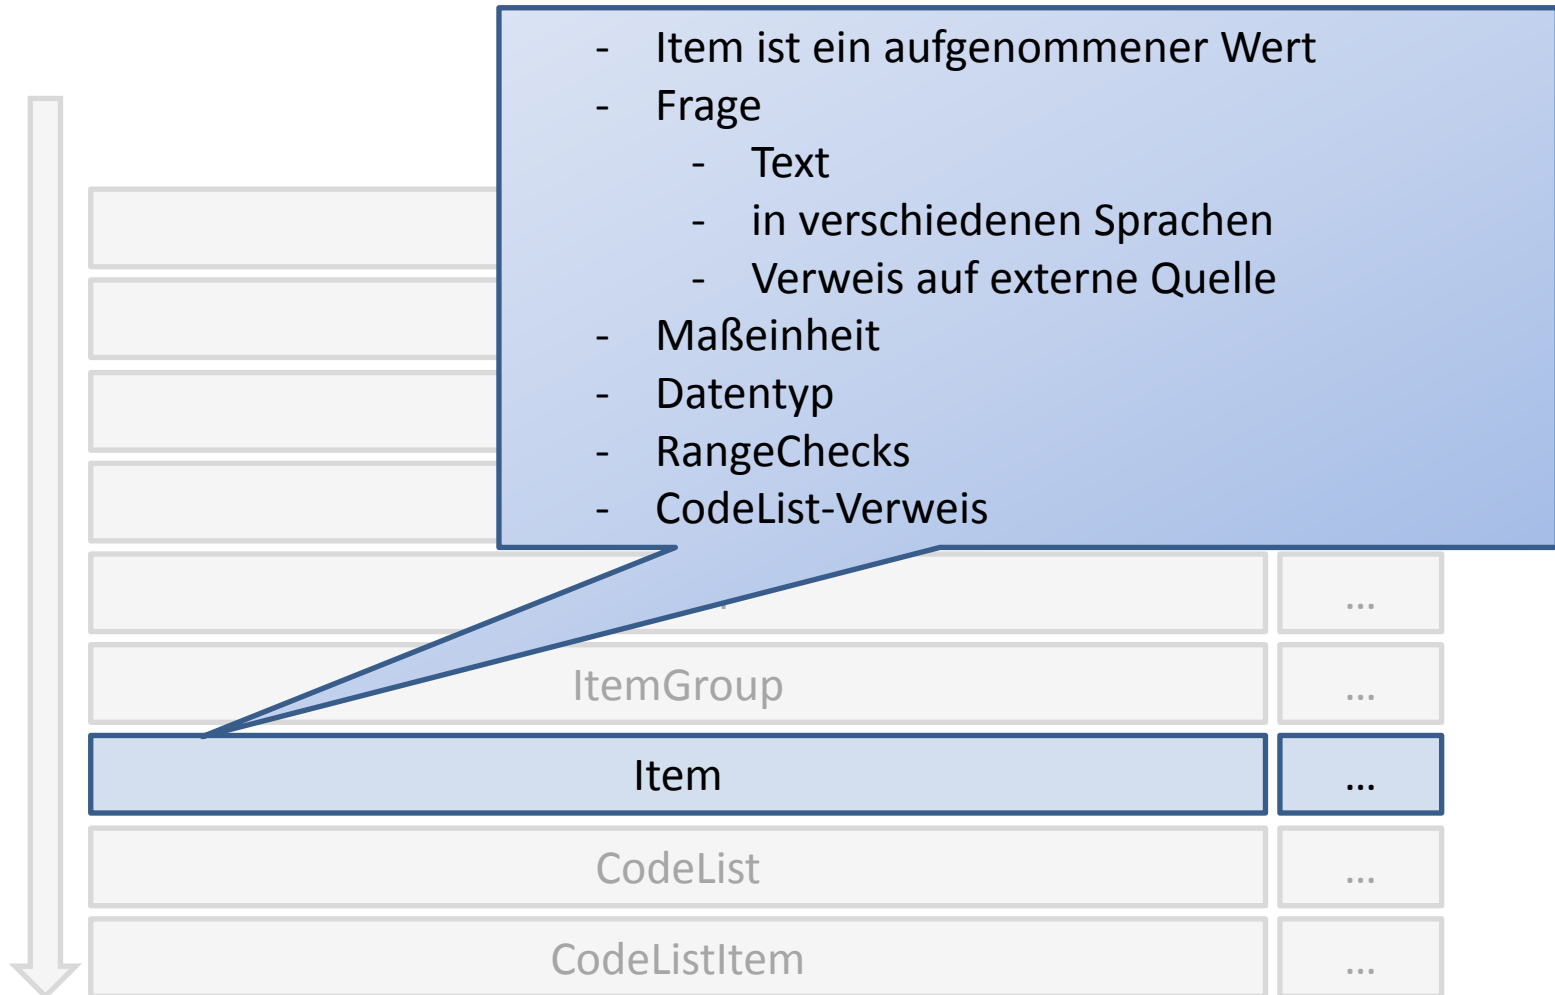 - Item ist ein aufgenommener Wert
- Frage
- Text
- in verschiedenen Sprachen
- Verweis auf externe Quelle
- Maßeinheit
- Datentyp
- RangeChecks
- CodeList-Verweis
...
ItemGroup ...
Item ...
CodeList ...
CodeListItem ...